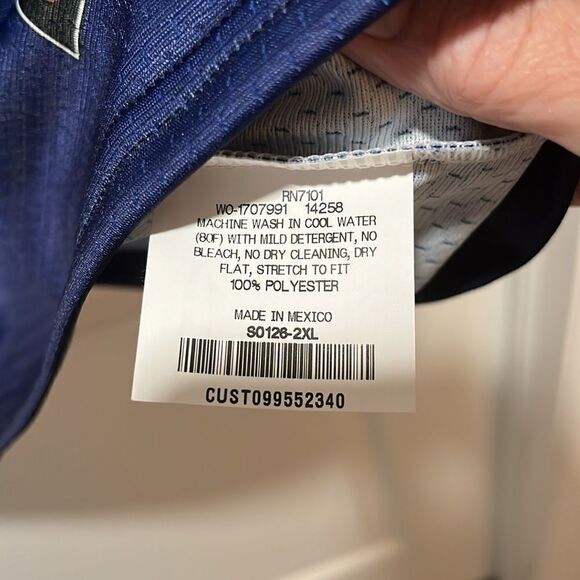 RN7101
WO-1707991 14258
MACHINE WASH IN COOL WATER
(80F) WITH MILD DETERGENT, NO
BLEACH, NO DRY CLEANING, DRY
FLAT, STRETCH TO FIT
100% POLYESTER
MADE IN MEXICO
S0126-2XL
CUST099552340